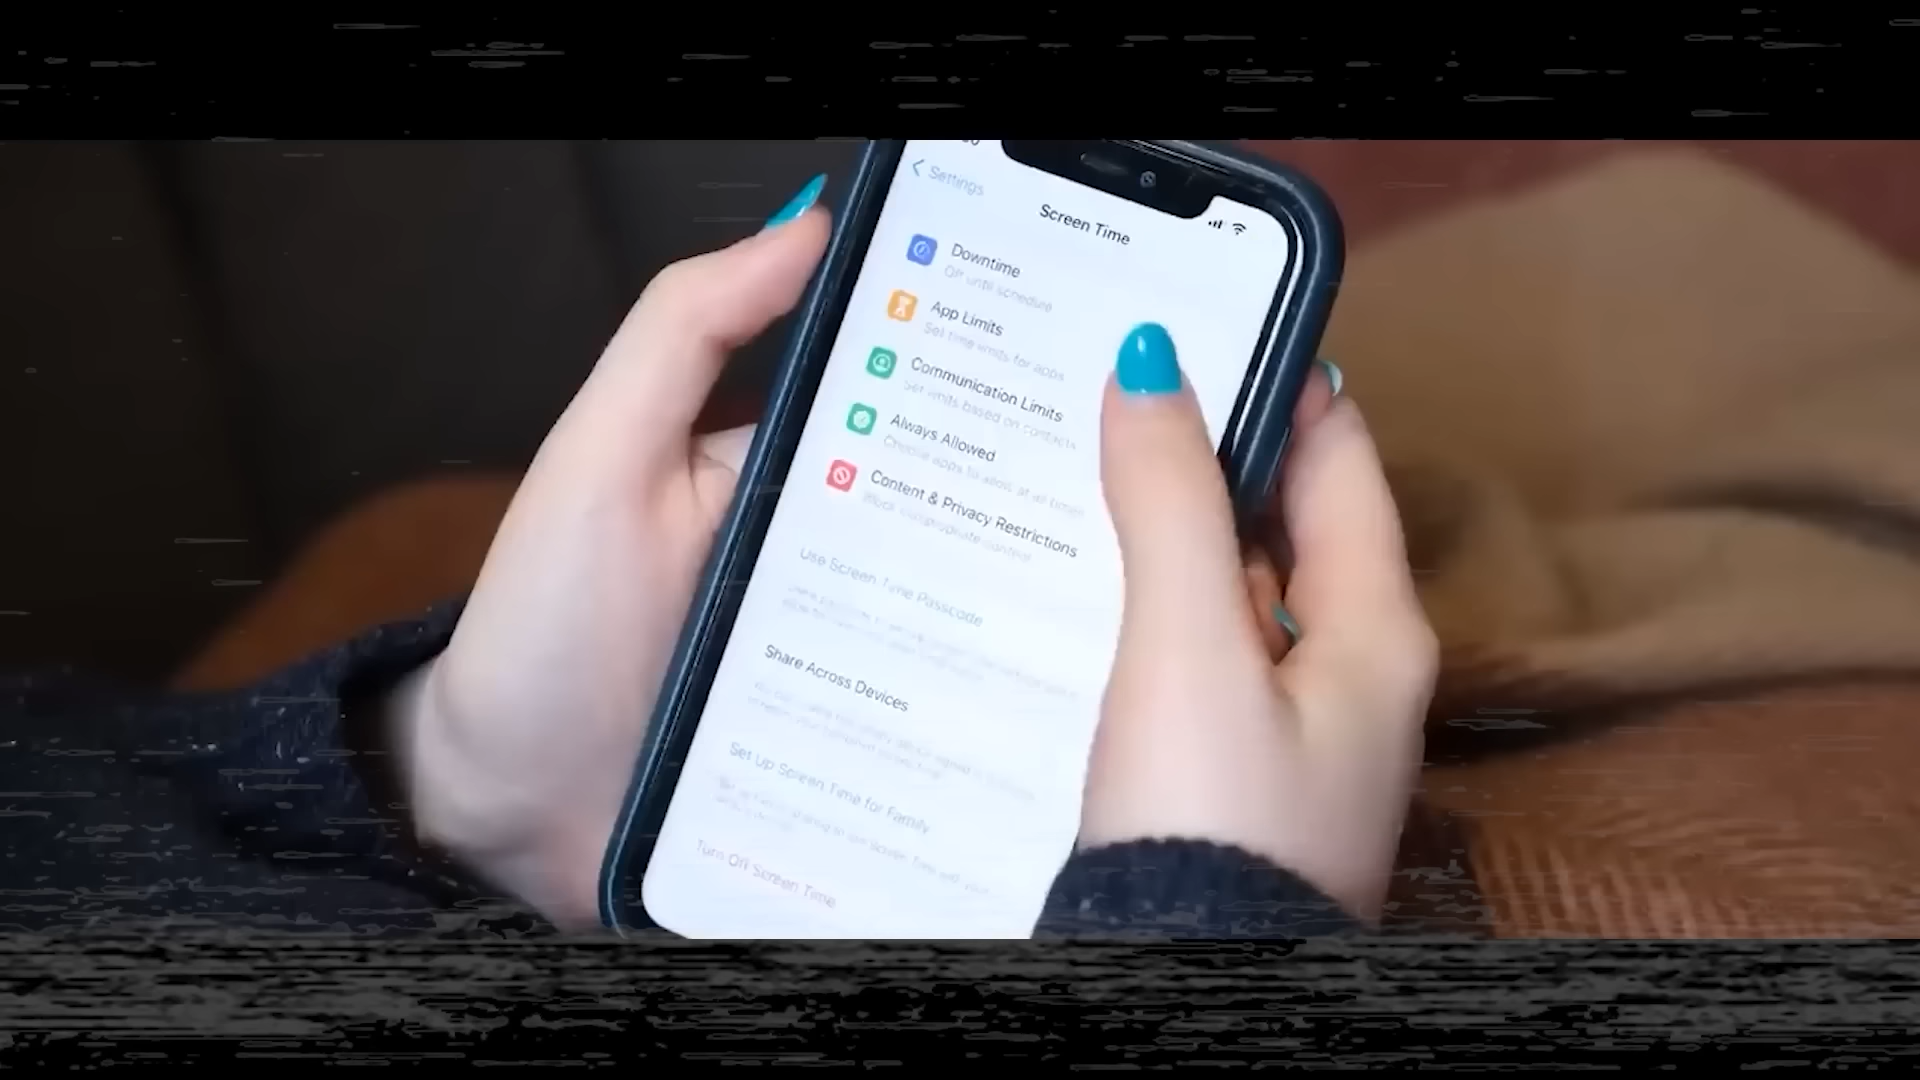 Settings
Screen Time
Downtime
Off until schedule
App Limits
Set time limits for apps
Communication Limits
Set limits based on contacts
Always Allowed
Choose apps to allow at all times
Content & Privacy Restrictions
Block inappropriate content
Use Screen Time Passcode
Share Across Devices
Set Up Screen Time for Family
Turn Off Screen Time